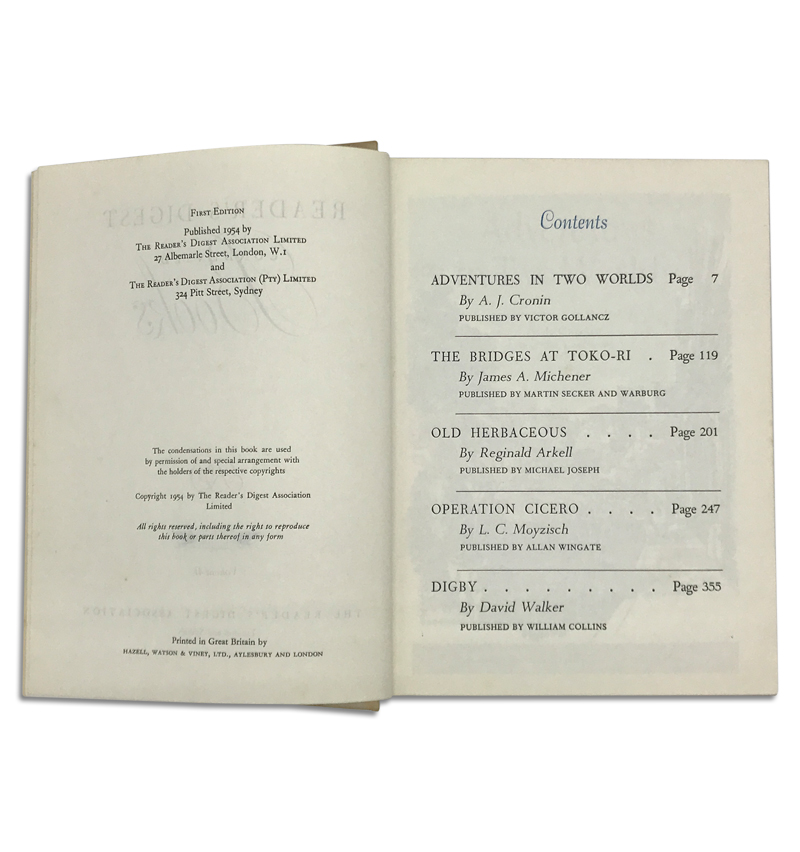 FIRST EDITION
Published 1954 by
THE READER'S DIGEST ASSOCIATION LIMITED
27 Albemarle Street, London, W.1
and
THE READER'S DIGEST ASSOCIATION (PTY) LIMITED
324 Pitt Street, Sydney
The condensations in this book are used
by permission of and special arrangement with
the holders of the respective copyrights
Copyright 1954 by The Reader's Digest Association
Limited
All rights reserved, including the right to reproduce
this book or parts thereof in any form
Printed in Great Britain by
HAZELL, WATSON & VINEY, LTD., AYLESBURY AND LONDON
Contents
ADVENTURES IN TWO WORLDS Page 7
By A. J. Cronin
PUBLISHED BY VICTOR GOLLANCZ
THE BRIDGES AT TOKO-RI . Page 119
By James A. Michener
PUBLISHED BY MARTIN SECKER AND WARBURG
OLD HERBACEOUS . . . . Page 201
By Reginald Arkell
PUBLISHED BY MICHAEL JOSEPH
OPERATION CICERO . . . . Page 247
By L. C. Moyzisch
PUBLISHED BY ALLAN WINGATE
DIGBY . . . . . . . . . Page 355
By David Walker
PUBLISHED BY WILLIAM COLLINS